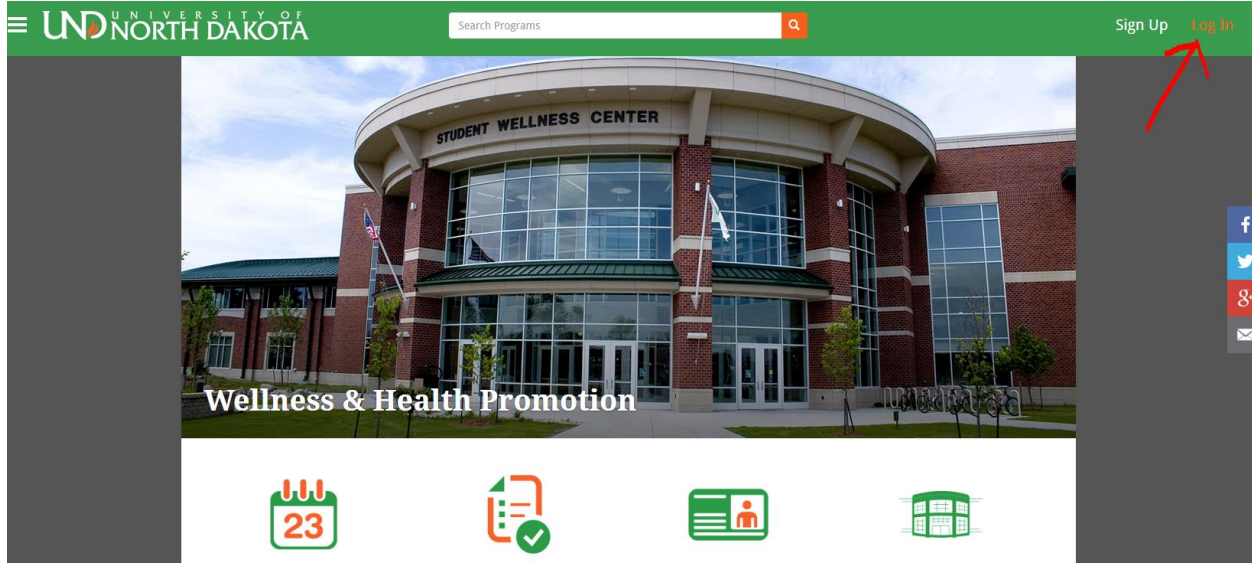 UND UNIVERSITY OF
NORTH DAKOTA
Search Programs
Sign Up Log In
STUDENT WELLNESS CENTER
Wellness & Health Promotion
23